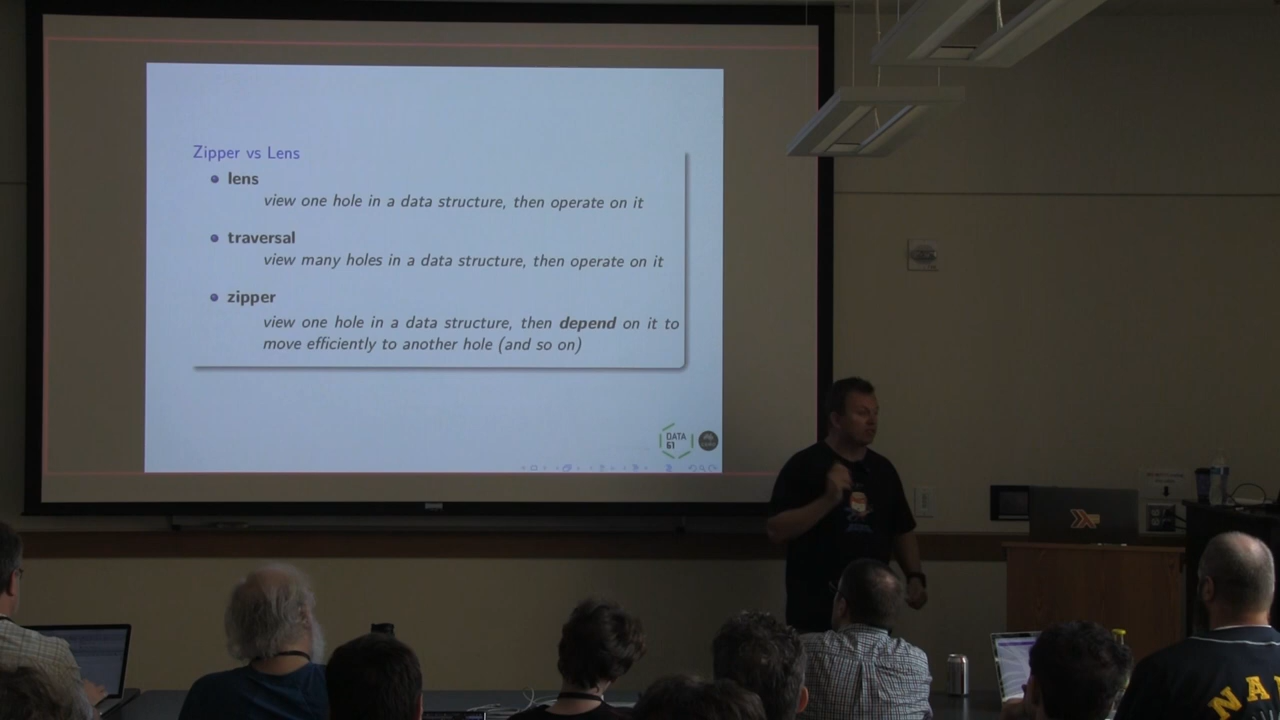 Zipper vs Lens
lens
view one hole in a data structure, then operate on it
traversal
view many holes in a data structure, then operate on it
zipper
view one hole in a data structure, then depend on it to
move efficiently to another hole (and so on)
DATA
61